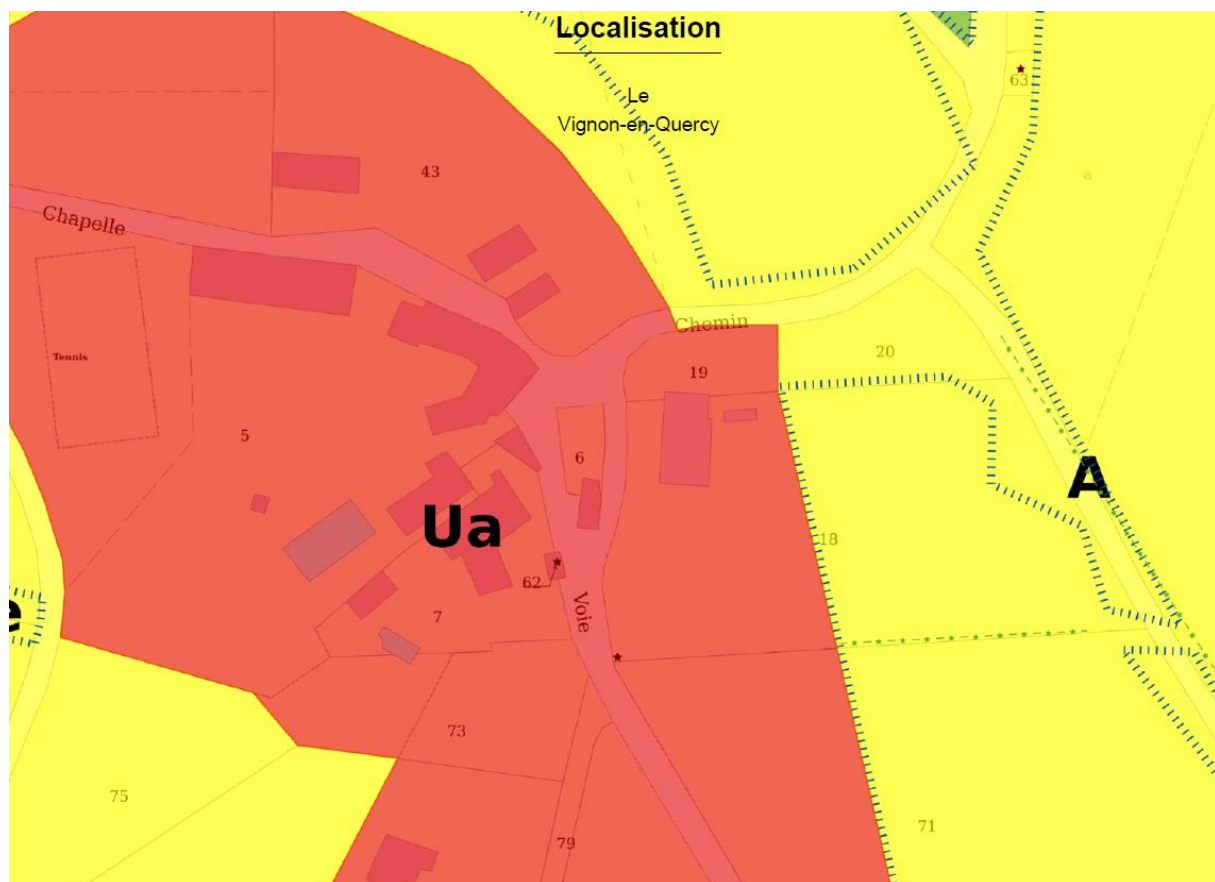 Localisation
Le
Vignon-en-Quercy
63
43
a
Chapelle
Chemin
20
Tennis
19
5
6
A
Ua
18
62
7
Voie
e
73
75
71
79